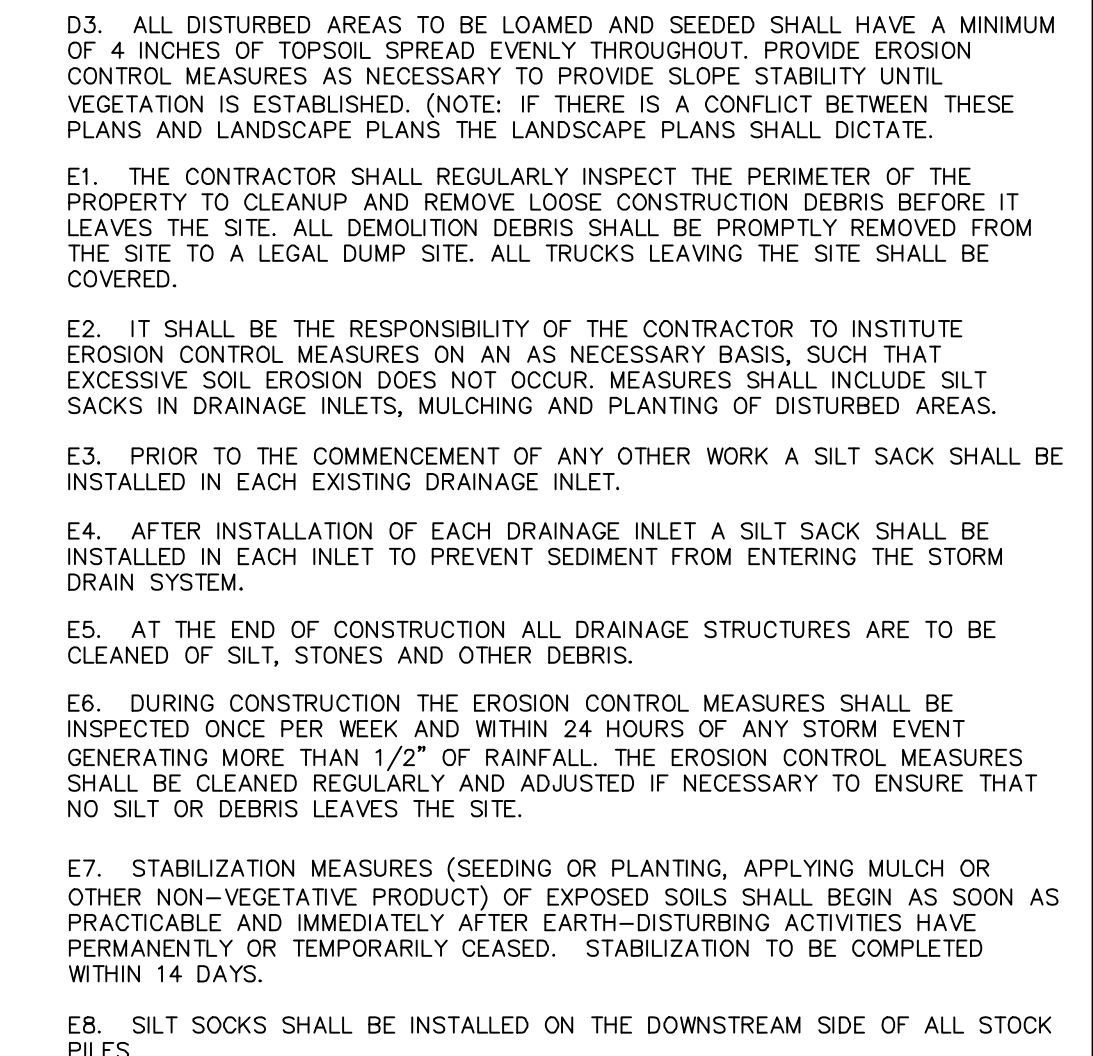 D3. ALL DISTURBED AREAS TO BE LOAMED AND SEEDED SHALL HAVE A MINIMUM
OF 4 INCHES OF TOPSOIL SPREAD EVENLY THROUGHOUT. PROVIDE EROSION
CONTROL MEASURES AS NECESSARY TO PROVIDE SLOPE STABILITY UNTIL
VEGETATION IS ESTABLISHED. (NOTE: IF THERE IS A CONFLICT BETWEEN THESE
PLANS AND LANDSCAPE PLANS THE LANDSCAPE PLANS SHALL DICTATE.
E1. THE CONTRACTOR SHALL REGULARLY INSPECT THE PERIMETER OF THE
PROPERTY TO CLEANUP AND REMOVE LOOSE CONSTRUCTION DEBRIS BEFORE IT
LEAVES THE SITE. ALL DEMOLITION DEBRIS SHALL BE PROMPTLY REMOVED FROM
THE SITE TO A LEGAL DUMP SITE. ALL TRUCKS LEAVING THE SITE SHALL BE
COVERED.
E2. IT SHALL BE THE RESPONSIBILITY OF THE CONTRACTOR TO INSTITUTE
EROSION CONTROL MEASURES ON AN AS NECESSARY BASIS, SUCH THAT
EXCESSIVE SOIL EROSION DOES NOT OCCUR. MEASURES SHALL INCLUDE SILT
SACKS IN DRAINAGE INLETS, MULCHING AND PLANTING OF DISTURBED AREAS.
E3. PRIOR TO THE COMMENCEMENT OF ANY OTHER WORK A SILT SACK SHALL BE
INSTALLED IN EACH EXISTING DRAINAGE INLET.
E4. AFTER INSTALLATION OF EACH DRAINAGE INLET A SILT SACK SHALL BE
INSTALLED IN EACH INLET TO PREVENT SEDIMENT FROM ENTERING THE STORM
DRAIN SYSTEM.
E5. AT THE END OF CONSTRUCTION ALL DRAINAGE STRUCTURES ARE TO BE
CLEANED OF SILT, STONES AND OTHER DEBRIS.
E6. DURING CONSTRUCTION THE EROSION CONTROL MEASURES SHALL BE
INSPECTED ONCE PER WEEK AND WITHIN 24 HOURS OF ANY STORM EVENT
GENERATING MORE THAN 1/2" OF RAINFALL. THE EROSION CONTROL MEASURES
SHALL BE CLEANED REGULARLY AND ADJUSTED IF NECESSARY TO ENSURE THAT
NO SILT OR DEBRIS LEAVES THE SITE.
E7. STABILIZATION MEASURES (SEEDING OR PLANTING, APPLYING MULCH OR
OTHER NON-VEGETATIVE PRODUCT) OF EXPOSED SOILS SHALL BEGIN AS SOON AS
PRACTICABLE AND IMMEDIATELY AFTER EARTH-DISTURBING ACTIVITIES HAVE
PERMANENTLY OR TEMPORARILY CEASED. STABILIZATION TO BE COMPLETED
WITHIN 14 DAYS.
E8. SILT SOCKS SHALL BE INSTALLED ON THE DOWNSTREAM SIDE OF ALL STOCK
PILES